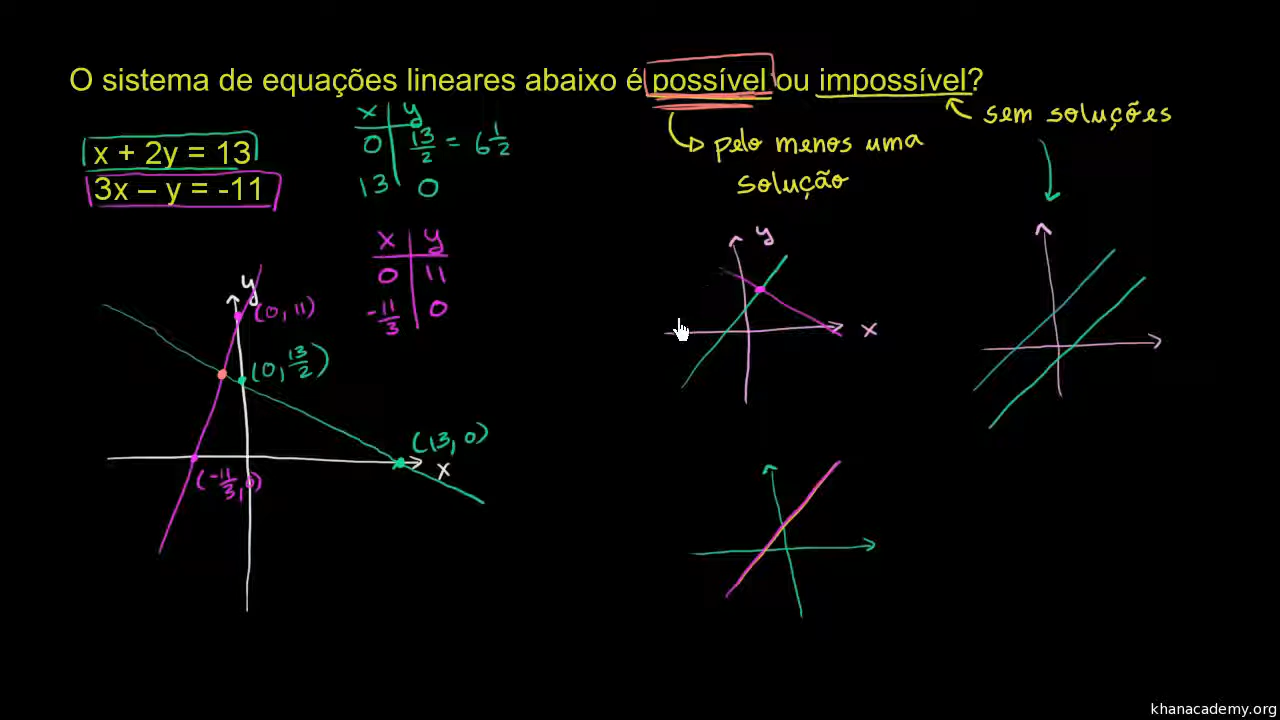 O sistema de equações lineares abaixo é possível ou impossível?
x + 2y = 13
3x – y = -11
x | y
0 | 13/2 = 6 1/2
13 | 0
x | y
0 | 11
-11/3 | 0
pelo menos uma
solução
sem soluções
y
(0, 11)
(0, 13/2)
(13, 0)
x
(-11/3, 0)
y
x
khanacademy.org